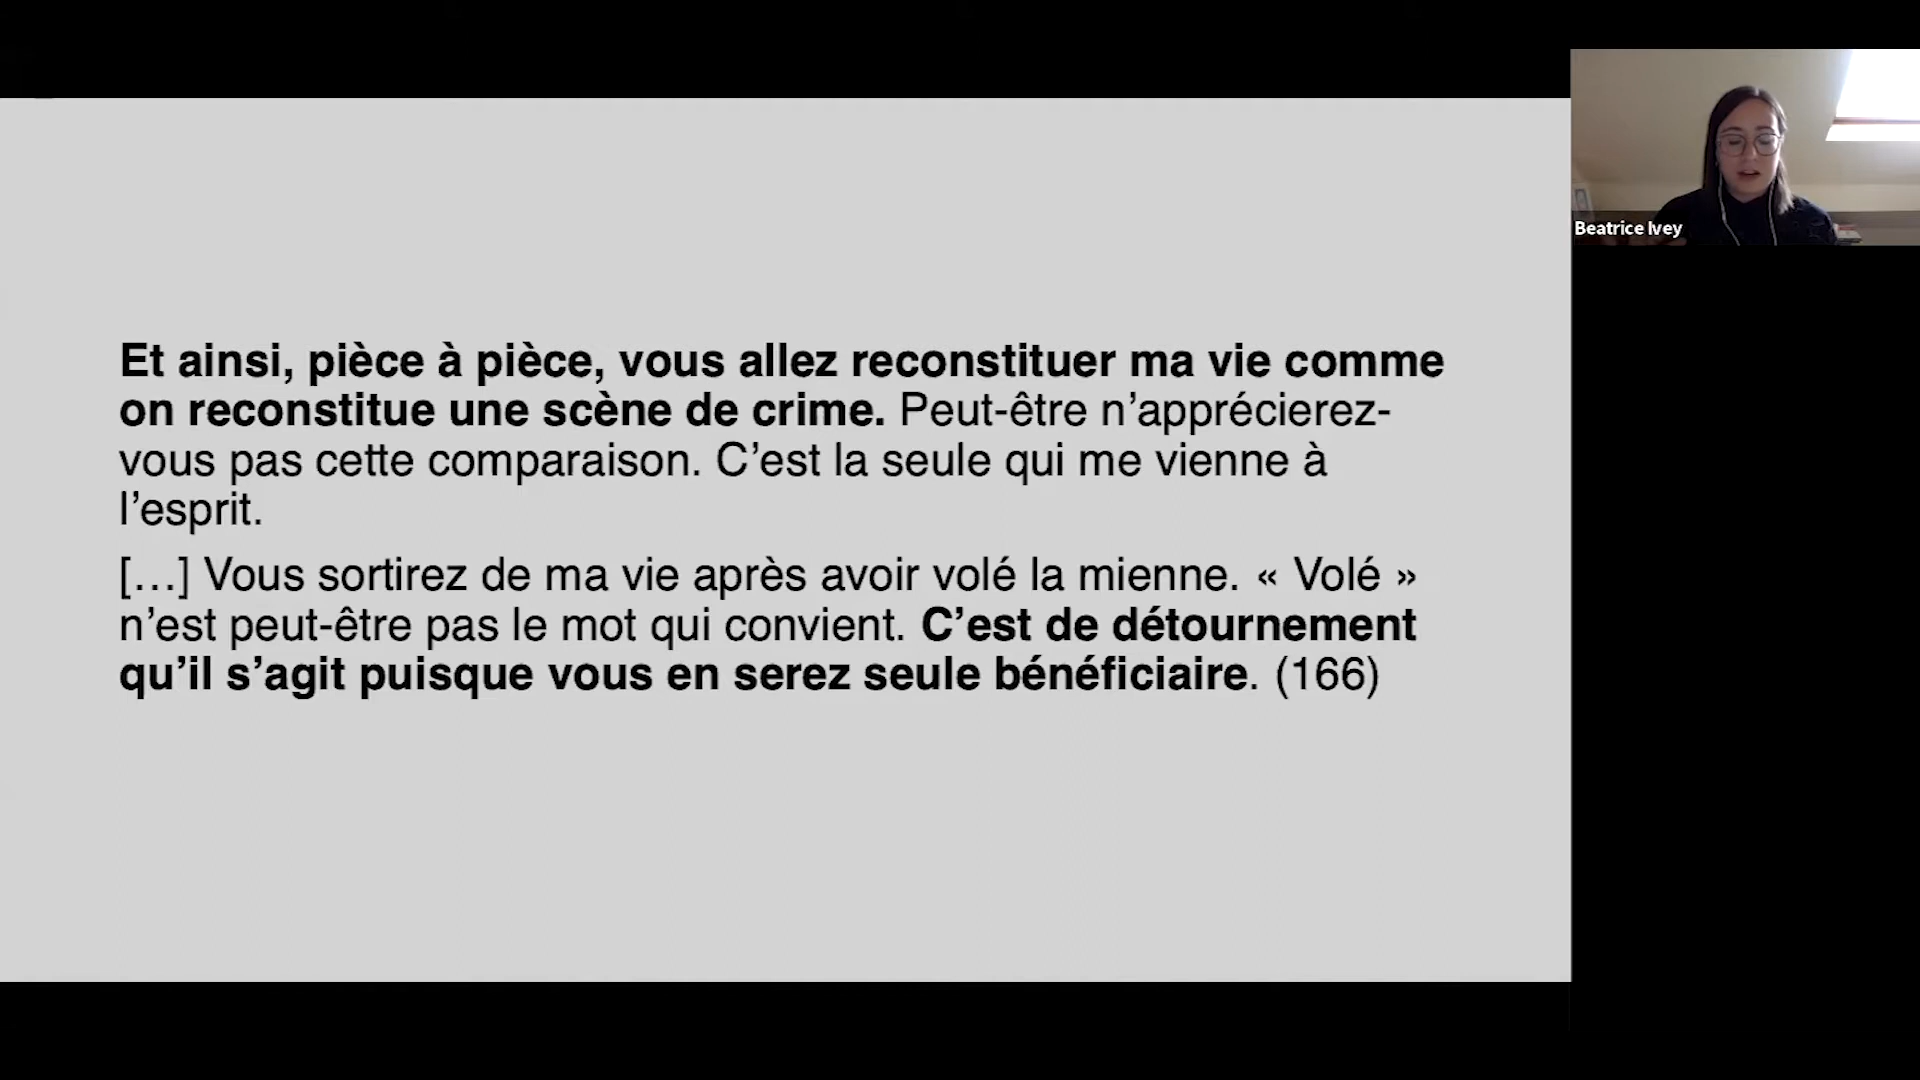 Et ainsi, pièce à pièce, vous allez reconstituer ma vie comme
on reconstitue une scène de crime. Peut-être n’apprécierez-
vous pas cette comparaison. C’est la seule qui me vienne à
l’esprit.
[…] Vous sortirez de ma vie après avoir volé la mienne. « Volé »
n’est peut-être pas le mot qui convient. C’est de détournement
qu’il s’agit puisque vous en serez seule bénéficiaire. (166)
Beatrice Ivey